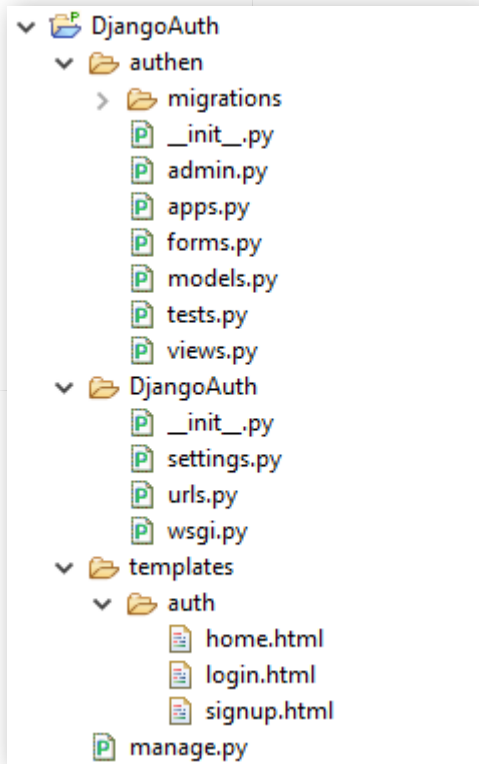 DjangoAuth
authen
migrations
__init__.py
admin.py
apps.py
forms.py
models.py
tests.py
views.py
DjangoAuth
__init__.py
settings.py
urls.py
wsgi.py
templates
auth
home.html
login.html
signup.html
manage.py